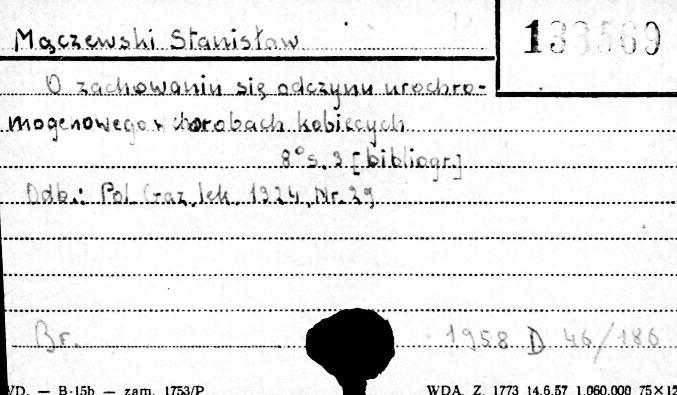 Mączewski Stanisław
133569
O zachowaniu się odczynu urochro-
mogenowego w chorobach kobiecych
8° s. 3 [bibliogr.]
Odb.: Pol. Gaz. lek. 1924, Nr. 29
Br.
1958 D 46/186
WD. — B-15b — zam. 1753/P
WDA. Z. 1773 14.6.57 1.060.000 75×12